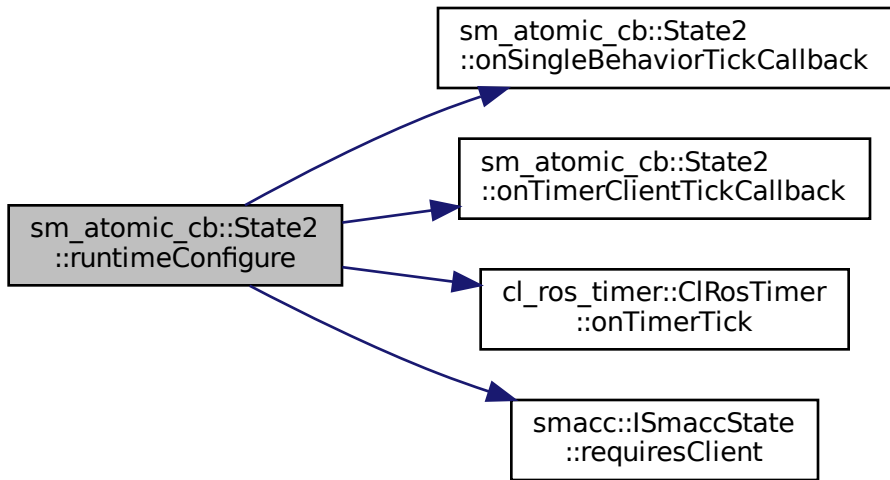 sm_atomic_cb::State2
::runtimeConfigure
sm_atomic_cb::State2
::onSingleBehaviorTickCallback
sm_atomic_cb::State2
::onTimerClientTickCallback
cl_ros_timer::ClRosTimer
::onTimerTick
smacc::ISmaccState
::requiresClient